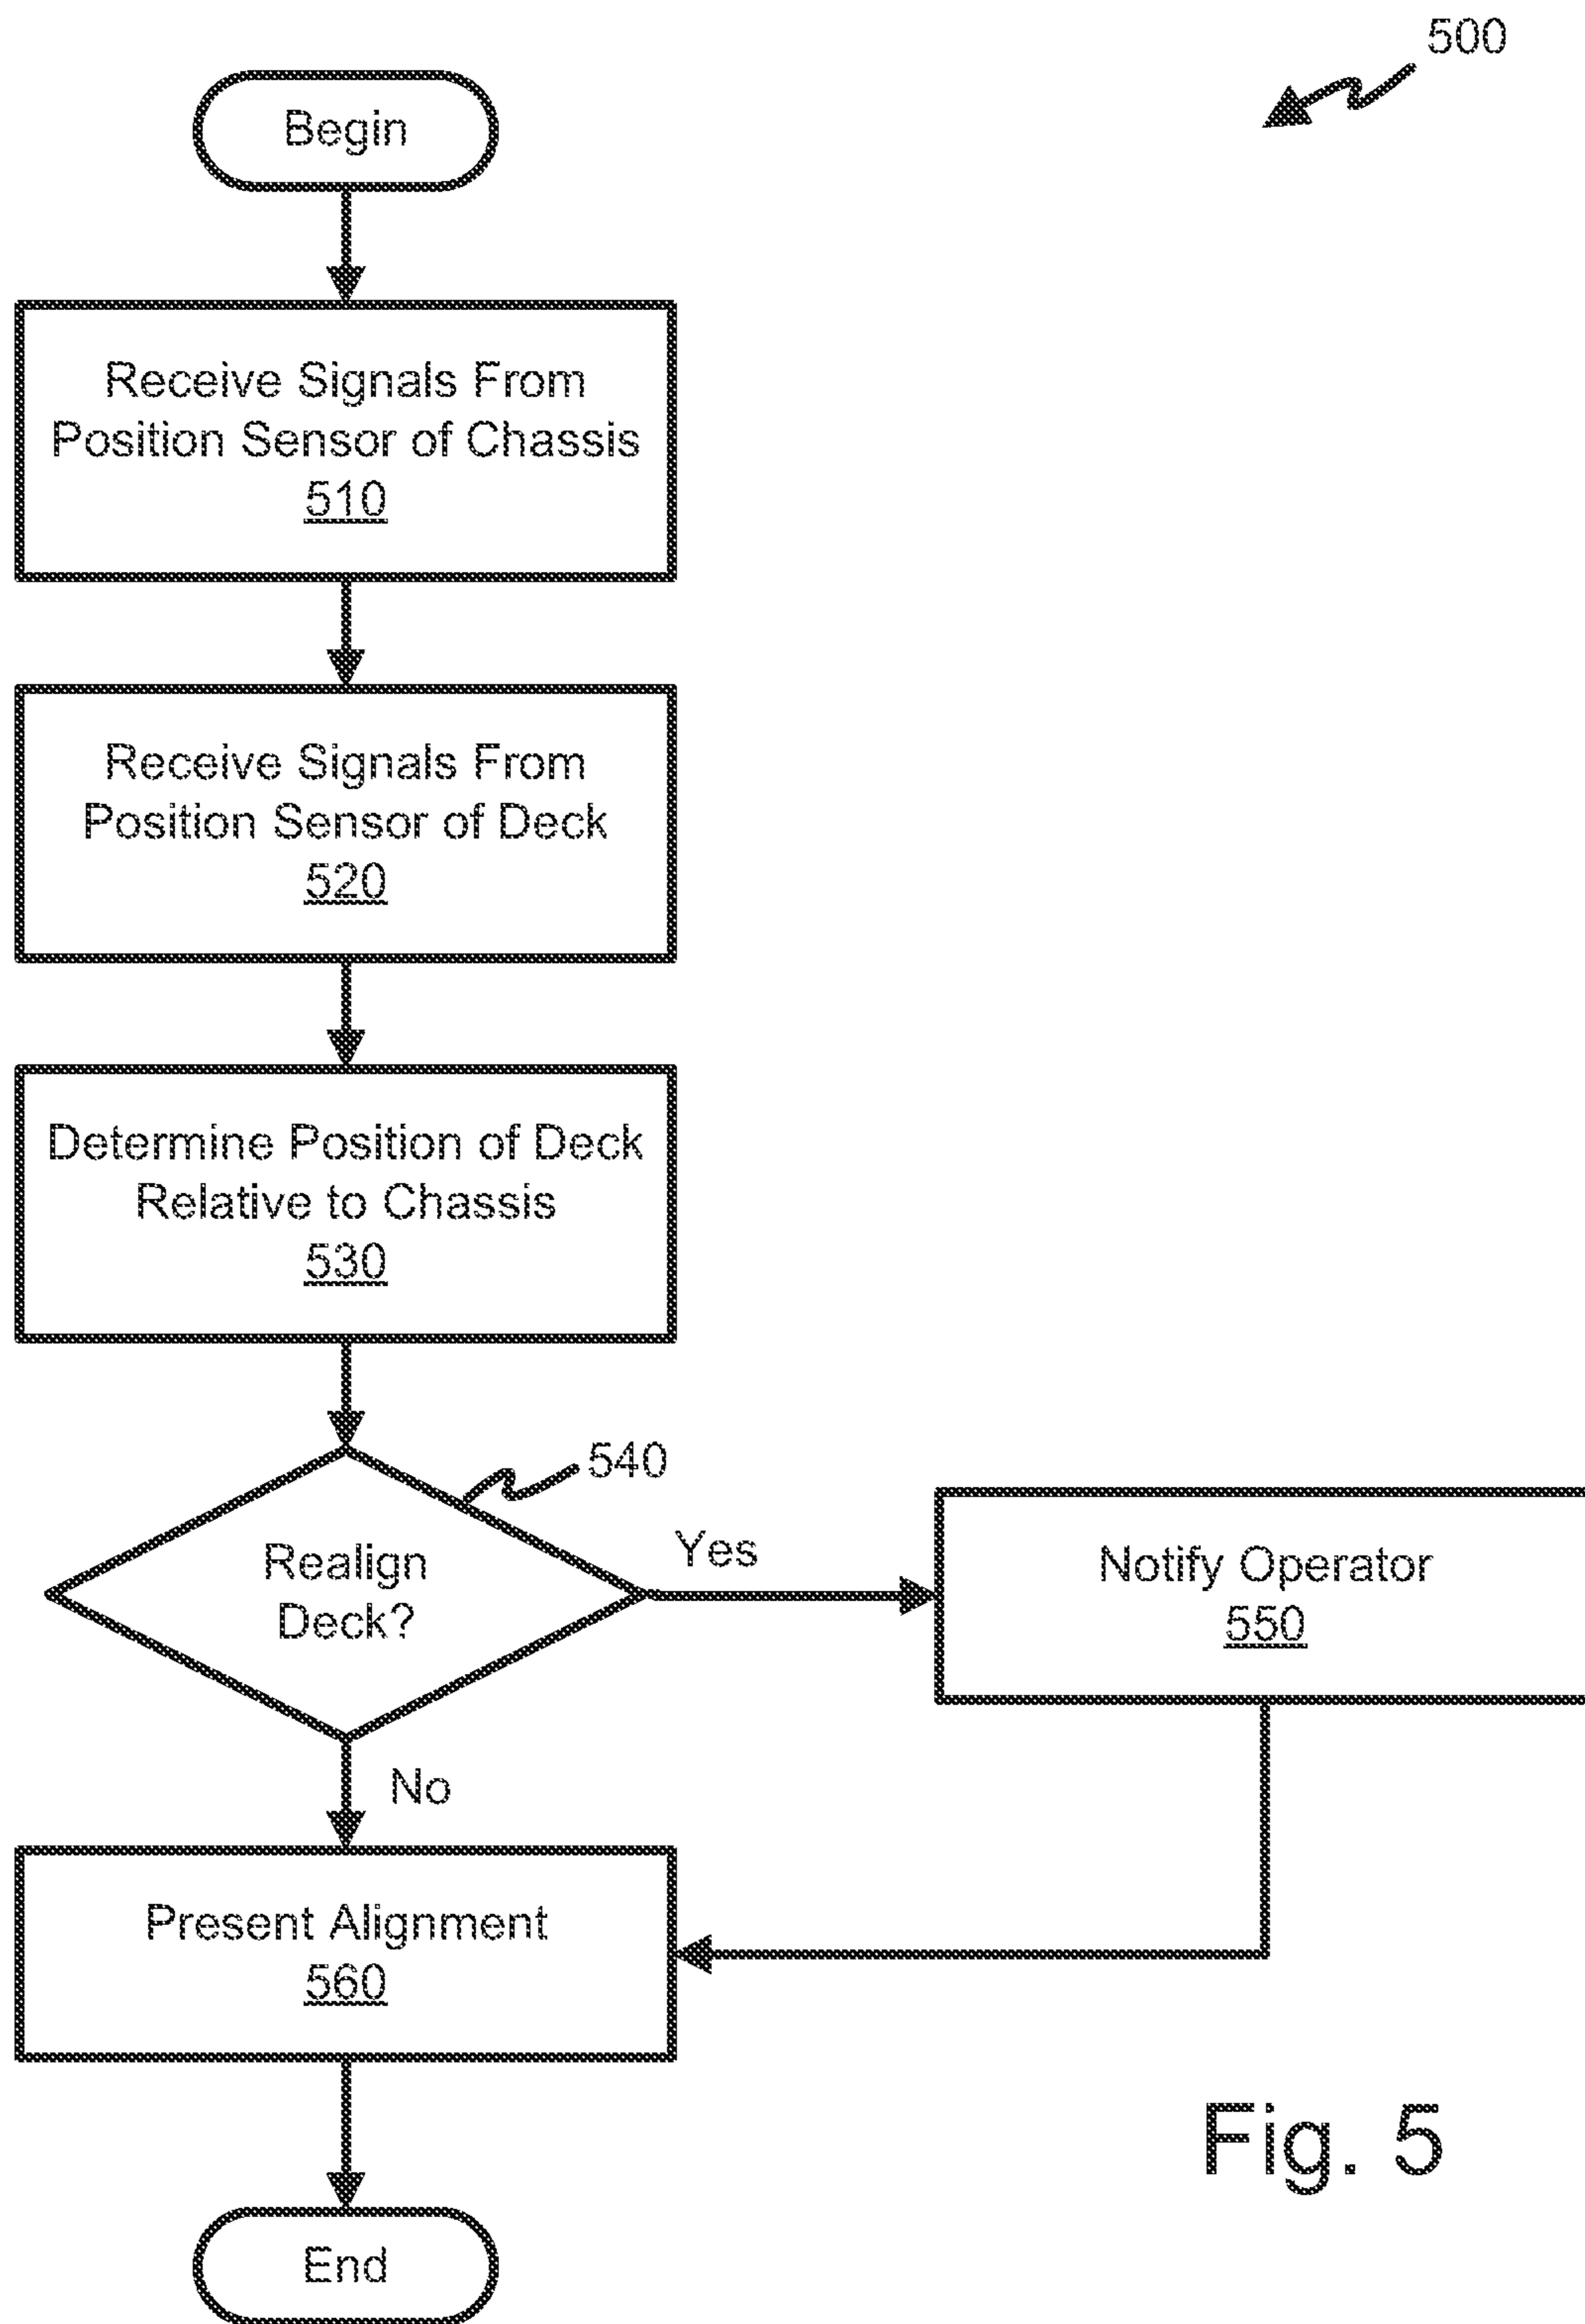 500
Begin
Receive Signals From
Position Sensor of Chassis
510
Receive Signals From
Position Sensor of Deck
520
Determine Position of Deck
Relative to Chassis
530
540
Realign
Deck?
Yes
Notify Operator
550
No
Present Alignment
560
End
Fig. 5